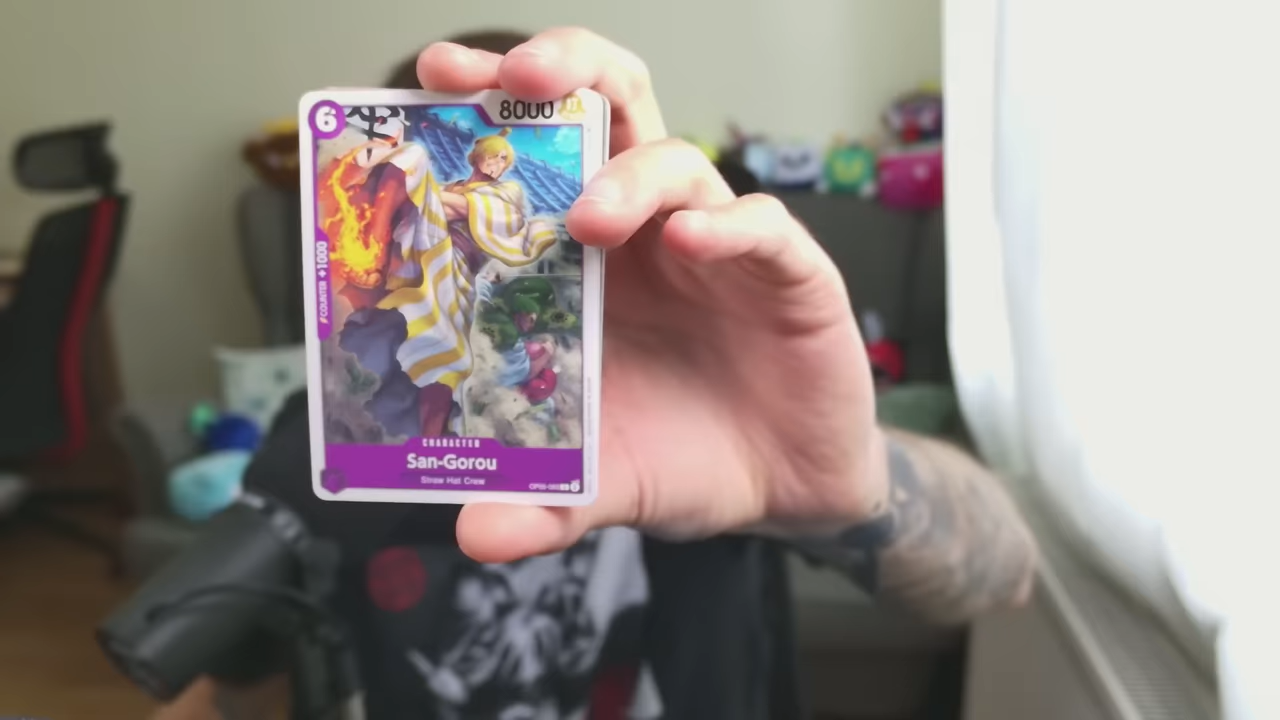 6
8000
COUNTER +1000
CHARACTER
San-Gorou
Straw Hat Crew